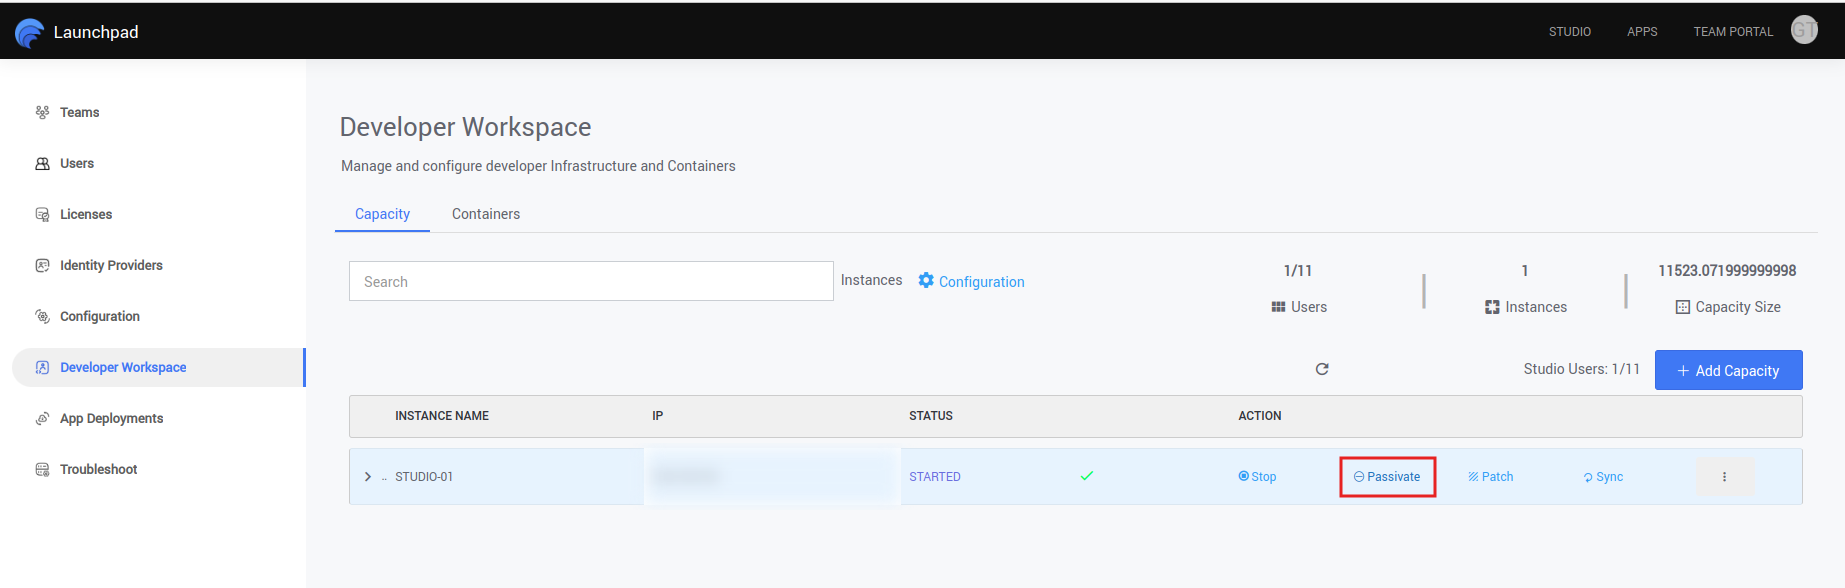 Launchpad
STUDIO APPS TEAM PORTAL GT
Teams
Users
Licenses
Identity Providers
Configuration
Developer Workspace
App Deployments
Troubleshoot
Developer Workspace
Manage and configure developer Infrastructure and Containers
Capacity Containers
Search Instances Configuration
1/11 1 11523.071999999998
Users Instances Capacity Size
Studio Users: 1/11 + Add Capacity
INSTANCE NAME IP STATUS ACTION
.. STUDIO-01 STARTED Stop Passivate Patch Sync